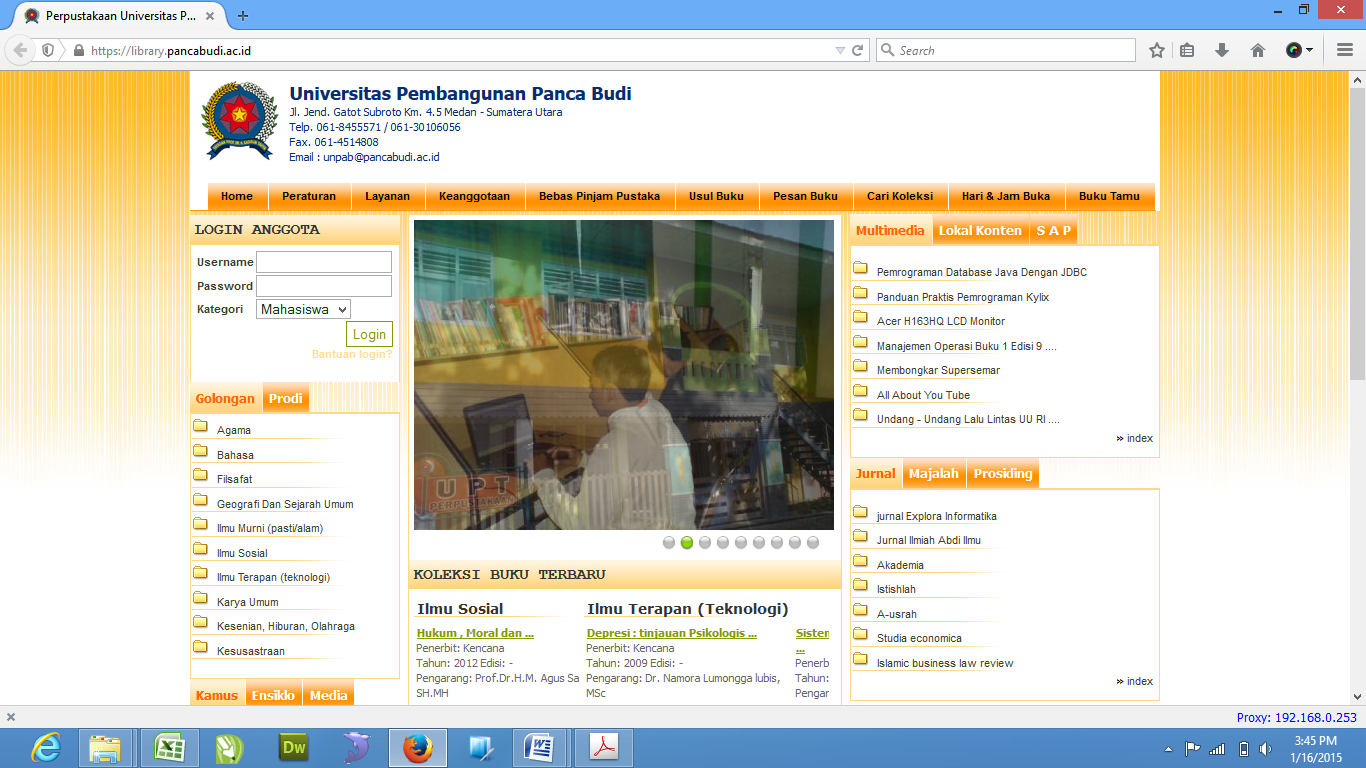 Perpustakaan Universitas P...
https://library.pancabudi.ac.id
Search
Universitas Pembangunan Panca Budi
Jl. Jend. Gatot Subroto Km. 4.5 Medan - Sumatera Utara
Telp. 061-8455571 / 061-30106056
Fax. 061-4514808
Email : unpab@pancabudi.ac.id
Home Peraturan Layanan Keanggotaan Bebas Pinjam Pustaka Usul Buku Pesan Buku Cari Koleksi Hari & Jam Buka Buku Tamu
LOGIN ANGGOTA
Username
Password
Kategori Mahasiswa
Login
Bantuan login?
Golongan Prodi
Agama
Bahasa
Filsafat
Geografi Dan Sejarah Umum
Ilmu Murni (pasti/alam)
Ilmu Sosial
Ilmu Terapan (teknologi)
Karya Umum
Kesenian, Hiburan, Olahraga
Kesusastraan
Kamus Ensiklo Media
UPT
PERPUSTAKAAN
KOLEKSI BUKU TERBARU
Ilmu Sosial
Hukum , Moral dan ...
Penerbit: Kencana
Tahun: 2012 Edisi: -
Pengarang: Prof.Dr.H.M. Agus Sa
SH.MH
Ilmu Terapan (Teknologi)
Depresi : tinjauan Psikologis ...
Penerbit: Kencana
Tahun: 2009 Edisi: -
Pengarang: Dr. Namora Lumongga lubis,
MSc
Sisten
...
Penerb
Tahun:
Pengar
Multimedia Lokal Konten S A P
Pemrograman Database Java Dengan JDBC
Panduan Praktis Pemrograman Kylix
Acer H163HQ LCD Monitor
Manajemen Operasi Buku 1 Edisi 9 ....
Membongkar Supersemar
All About You Tube
Undang - Undang Lalu Lintas UU RI ....
» index
Jurnal Majalah Prosiding
jurnal Explora Informatika
Jurnal Ilmiah Abdi Ilmu
Akademia
Istishlah
A-usrah
Studia economica
Islamic business law review
» index
Proxy: 192.168.0.253
Dw
3:45 PM
1/16/2015